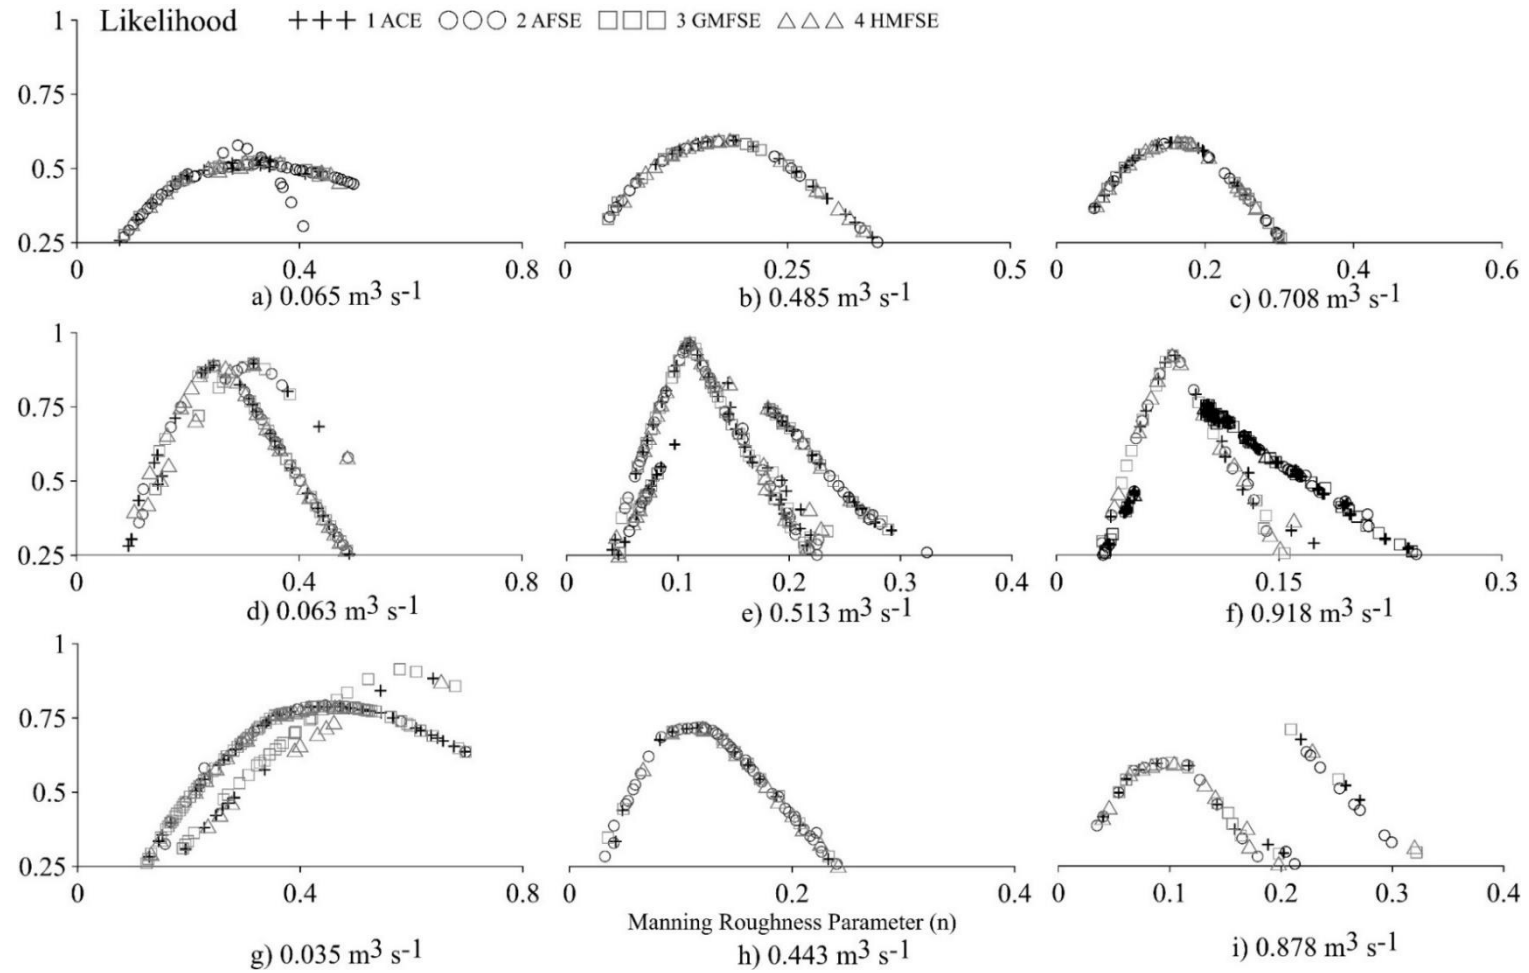 1 Likelihood +++ 1 ACE ○○○ 2 AFSE □□□ 3 GMFSE △△△ 4 HMFSE
0.75
0.5
0.25
0 0.4 0.8 0 0.25 0.5 0 0.2 0.4 0.6
a) 0.065 m³ s⁻¹ b) 0.485 m³ s⁻¹ c) 0.708 m³ s⁻¹
1
0.75
0.5
0.25
0 0.4 0.8 0 0.1 0.2 0.3 0.4 0 0.15 0.3
d) 0.063 m³ s⁻¹ e) 0.513 m³ s⁻¹ f) 0.918 m³ s⁻¹
1
0.75
0.5
0.25
0 0.4 0.8 0 0.2 0.4 0 0.1 0.2 0.3 0.4
Manning Roughness Parameter (n)
g) 0.035 m³ s⁻¹ h) 0.443 m³ s⁻¹ i) 0.878 m³ s⁻¹